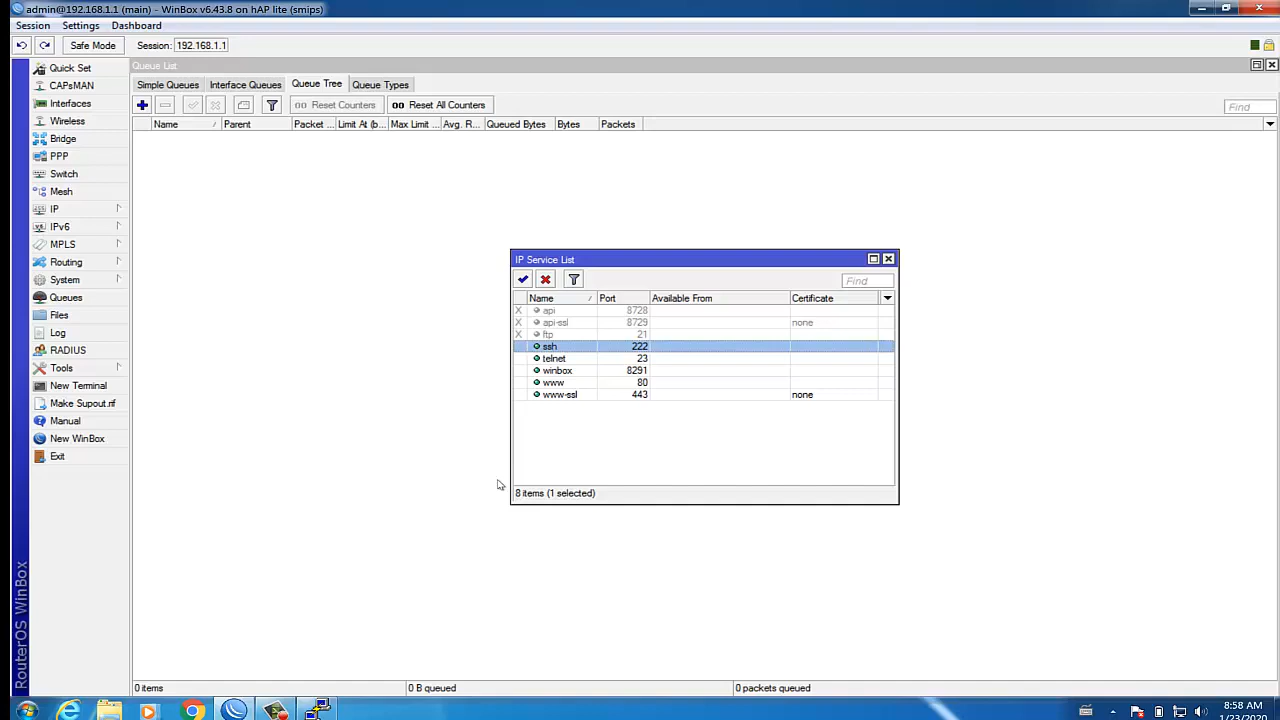 admin@192.168.1.1 (main) - WinBox v6.43.8 on hAP lite (smips)
Session Settings Dashboard
Safe Mode Session: 192.168.1.1
Quick Set
CAPsMAN
Interfaces
Wireless
Bridge
PPP
Switch
Mesh
IP
IPv6
MPLS
Routing
System
Queues
Files
Log
RADIUS
Tools
New Terminal
Make Supout.rif
Manual
New WinBox
Exit
RouterOS WinBox
Queue List
Simple Queues Interface Queues Queue Tree Queue Types
00 Reset Counters 00 Reset All Counters Find
Name Parent Packet ... Limit At (b... Max Limit ... Avg. R... Queued Bytes Bytes Packets
IP Service List
Find
Name Port Available From Certificate
X api 8728
X api-ssl 8729 none
X ftp 21
ssh 222
telnet 23
winbox 8291
www 80
www-ssl 443 none
8 items (1 selected)
0 items 0 B queued 0 packets queued
8:58 AM
1/23/2020